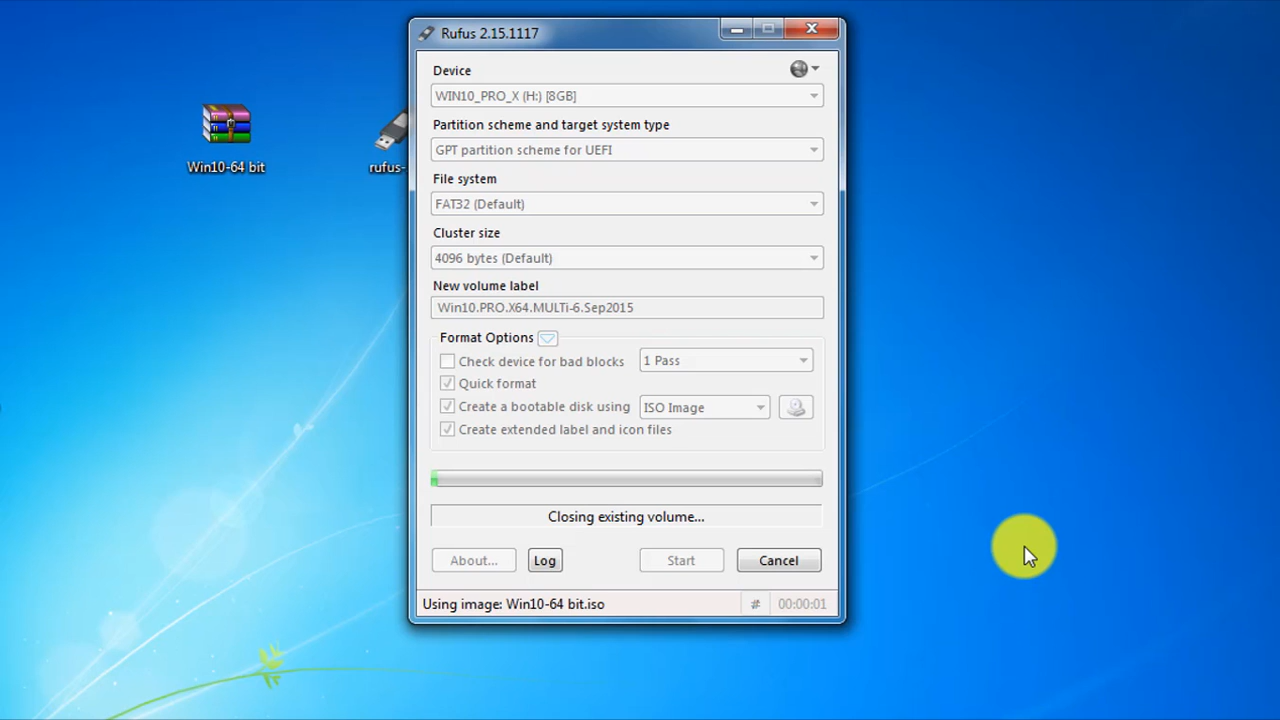 Rufus 2.15.1117
Device
WIN10_PRO_X (H:) [8GB]
Partition scheme and target system type
GPT partition scheme for UEFI
File system
FAT32 (Default)
Cluster size
4096 bytes (Default)
New volume label
Win10.PRO.X64.MULTi-6.Sep2015
Format Options
Check device for bad blocks 1 Pass
Quick format
Create a bootable disk using ISO Image
Create extended label and icon files
Closing existing volume...
About... Log Start Cancel
Using image: Win10-64 bit.iso # 00:00:01
Win10-64 bit
rufus-